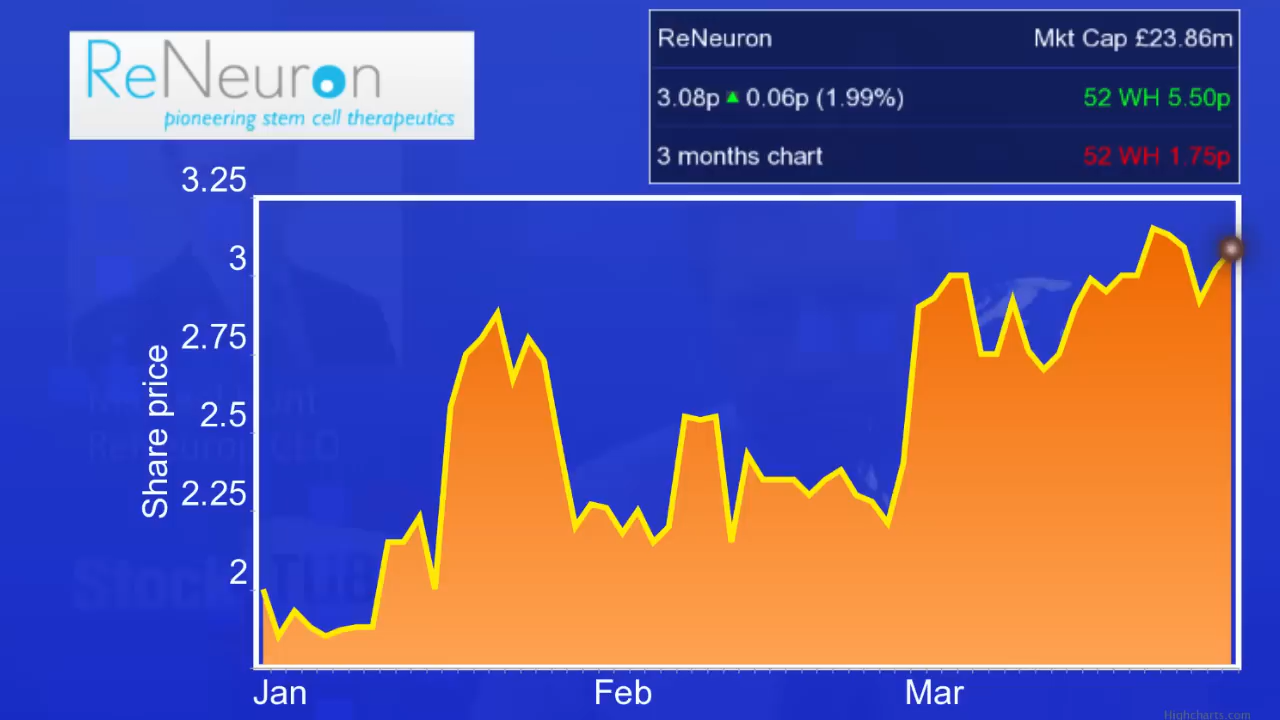 ReNeuron
pioneering stem cell therapeutics
ReNeuron Mkt Cap £23.86m
3.08p ▲ 0.06p (1.99%) 52 WH 5.50p
3 months chart 52 WH 1.75p
3.25
3
2.75
2.5
2.25
2
Share price
Jan Feb Mar
Highcharts.com